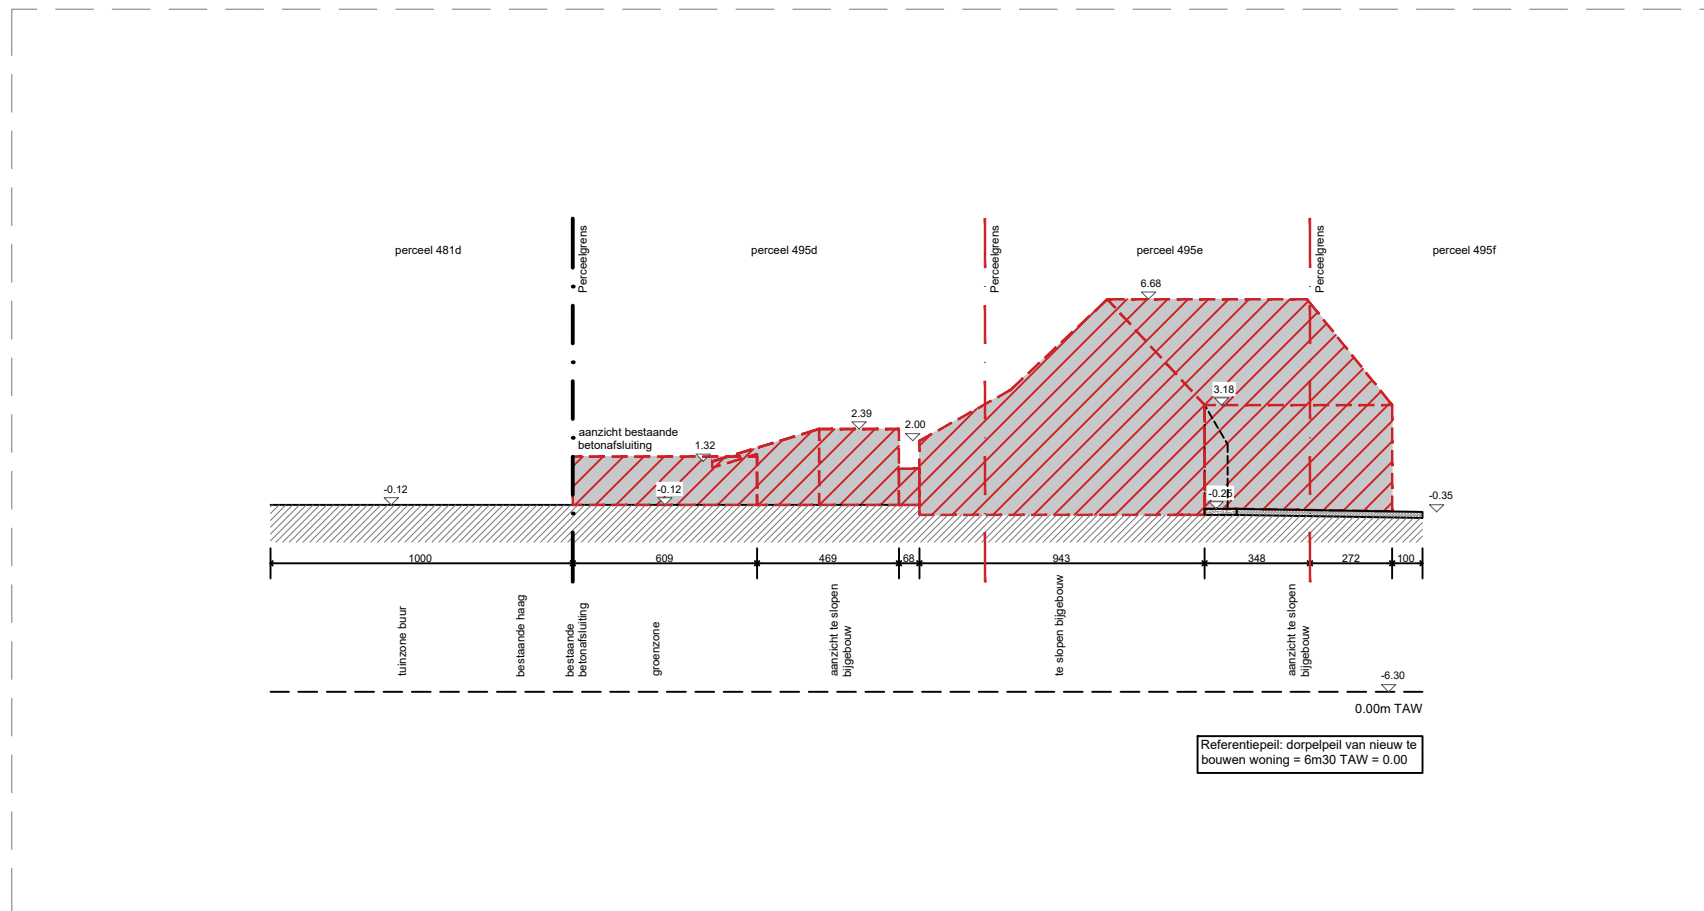 perceel 481d
perceel 495d
perceel 495e
perceel 495f
Perceelgrens
Perceelgrens
Perceelgrens
6.68
3.18
2.39
2.00
aanzicht bestaande
betonafsluiting
1.32
-0.12
-0.12
-0.25
-0.35
1000
609
469
68
943
348
272
100
tuinzone buur
bestaande haag
bestaande
betonafsluiting
groenzone
aanzicht te slopen
bijgebouw
te slopen bijgebouw
aanzicht te slopen
bijgebouw
-6.30
0.00m TAW
Referentiepeil: dorpelpeil van nieuw te
bouwen woning = 6m30 TAW = 0.00